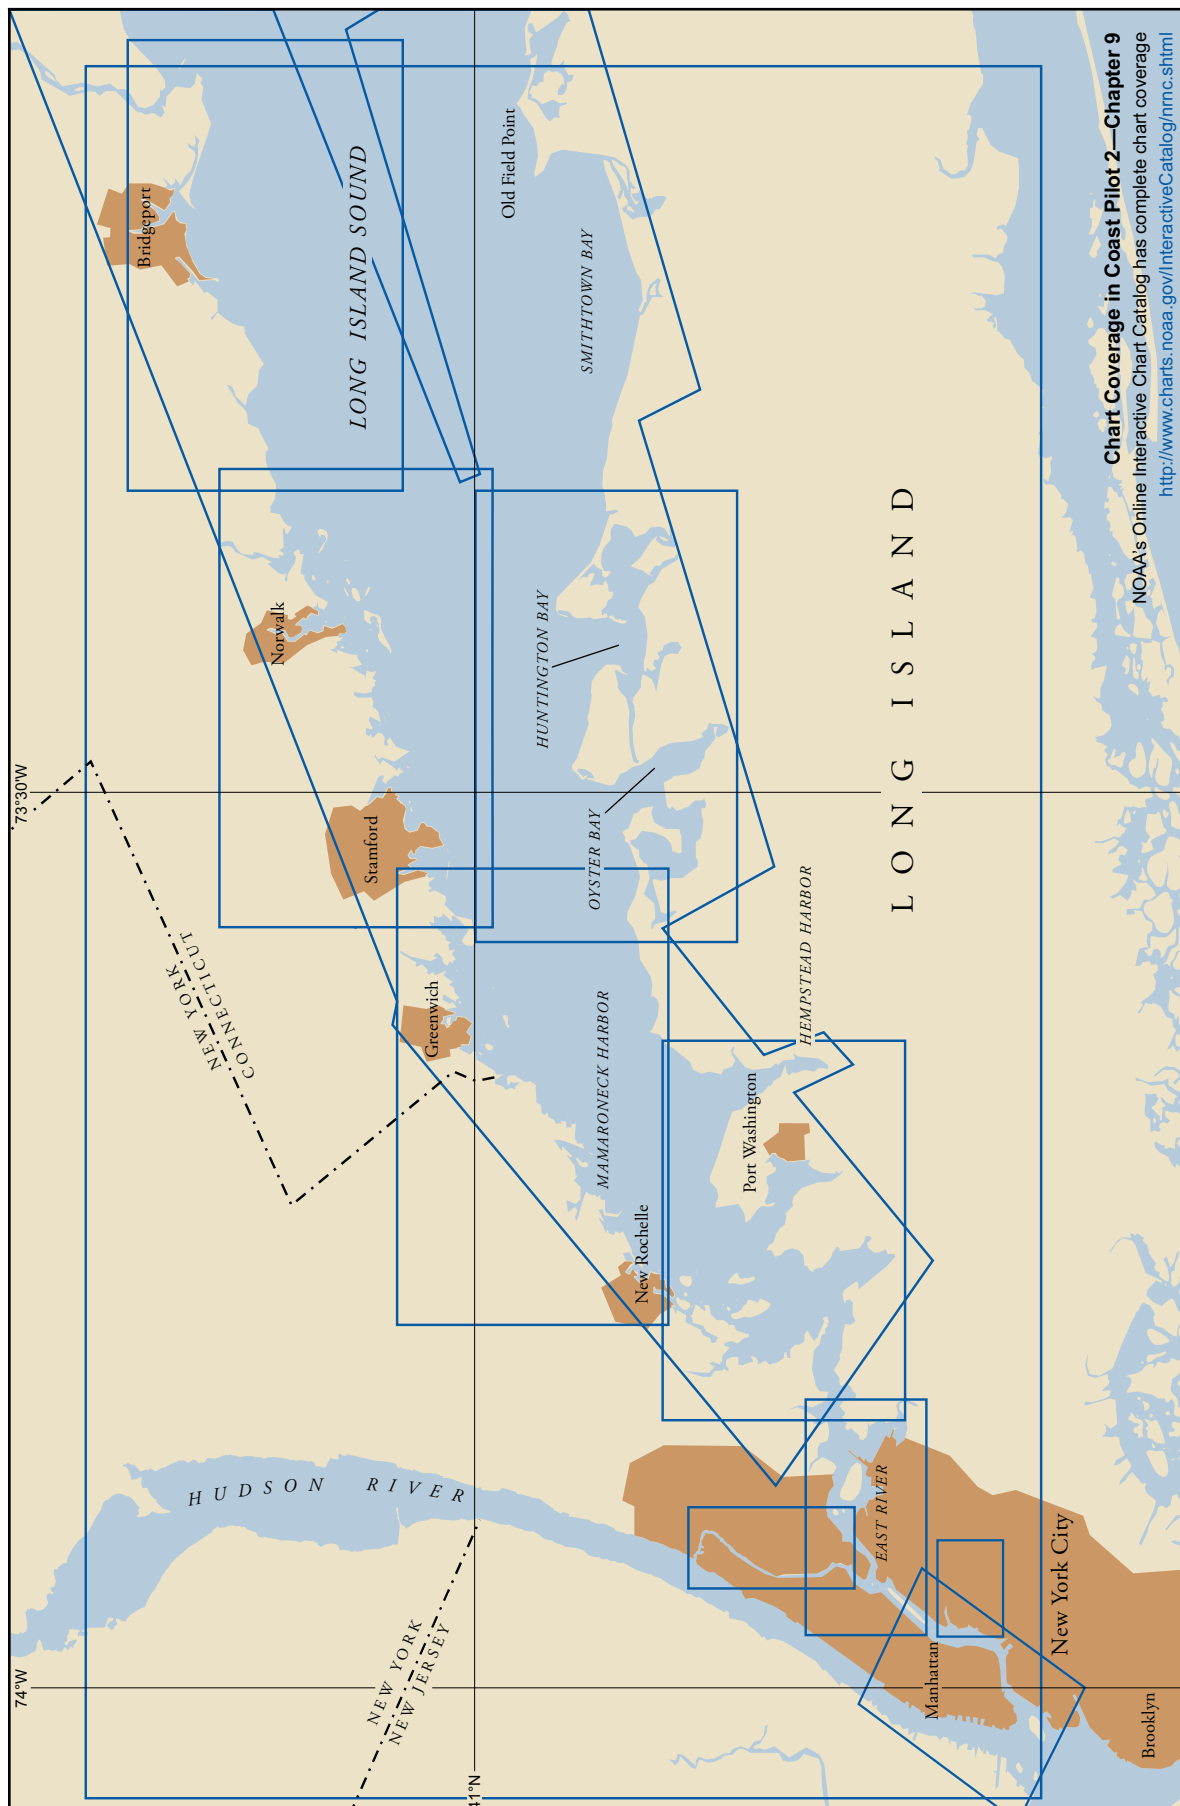 Chart Coverage in Coast Pilot 2—Chapter 9
NOAA's Online Interactive Chart Catalog has complete chart coverage
http://www.charts.noaa.gov/InteractiveCatalog/nrnc.shtml
74°W
73°30'W
41°N
NEW YORK
CONNECTICUT
NEW YORK
NEW JERSEY
HUDSON RIVER
Bridgeport
Norwalk
Stamford
Greenwich
LONG ISLAND SOUND
Old Field Point
SMITHTOWN BAY
HUNTINGTON BAY
OYSTER BAY
MAMARONECK HARBOR
New Rochelle
Port Washington
HEMPSTEAD HARBOR
EAST RIVER
LONG ISLAND
Manhattan
New York City
Brooklyn